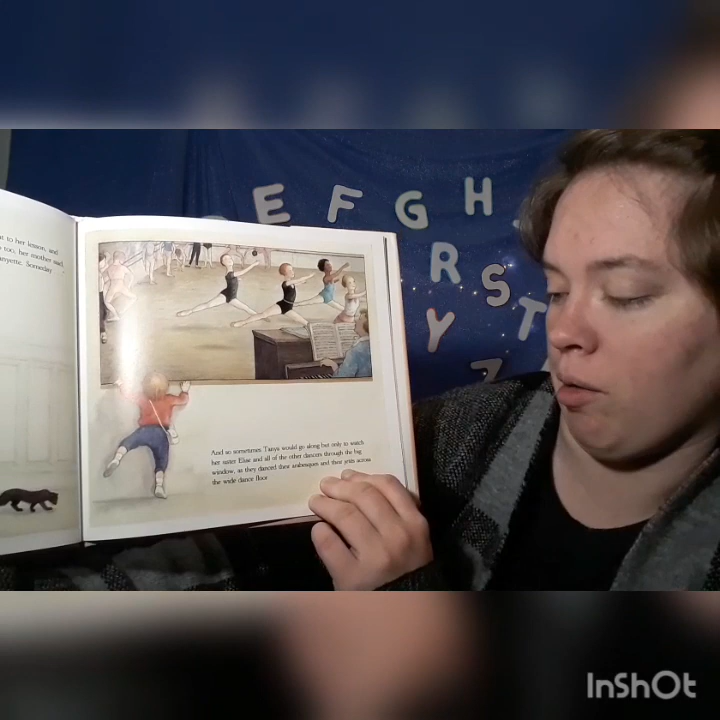 E F G H
R S T
Y Z
to her lesson, and
too, her mother said,
Someday
And so sometimes Tanya would go along but only to watch
her sister Elise and all of the other dancers through the big
window, as they danced their arabesques and their jetés across
the wide dance floor.
InShOt